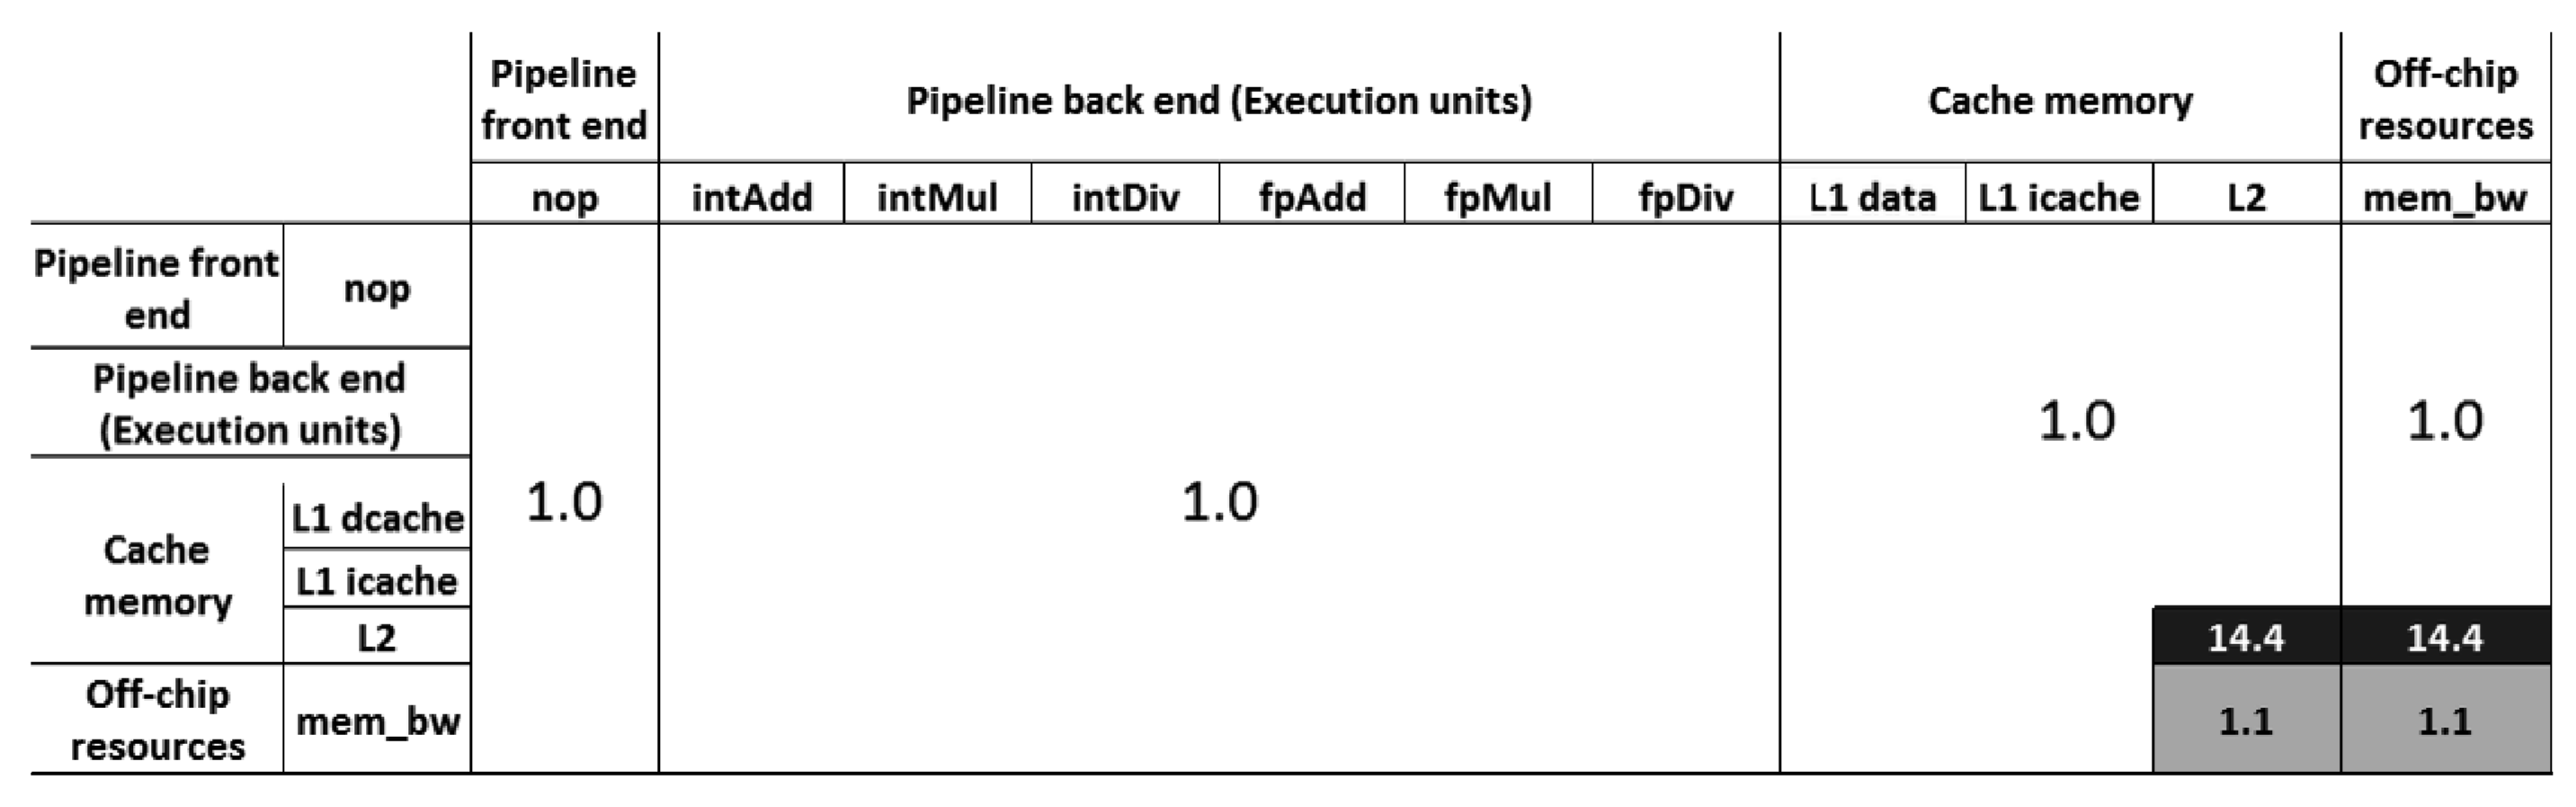 Pipeline front end
Pipeline back end (Execution units)
Cache memory
Off-chip resources
nop
intAdd
intMul
intDiv
fpAdd
fpMul
fpDiv
L1 data
L1 icache
L2
mem_bw
Pipeline front end
nop
Pipeline back end
(Execution units)
1.0
1.0
1.0
1.0
Cache memory
L1 dcache
L1 icache
L2
14.4
14.4
Off-chip resources
mem_bw
1.1
1.1